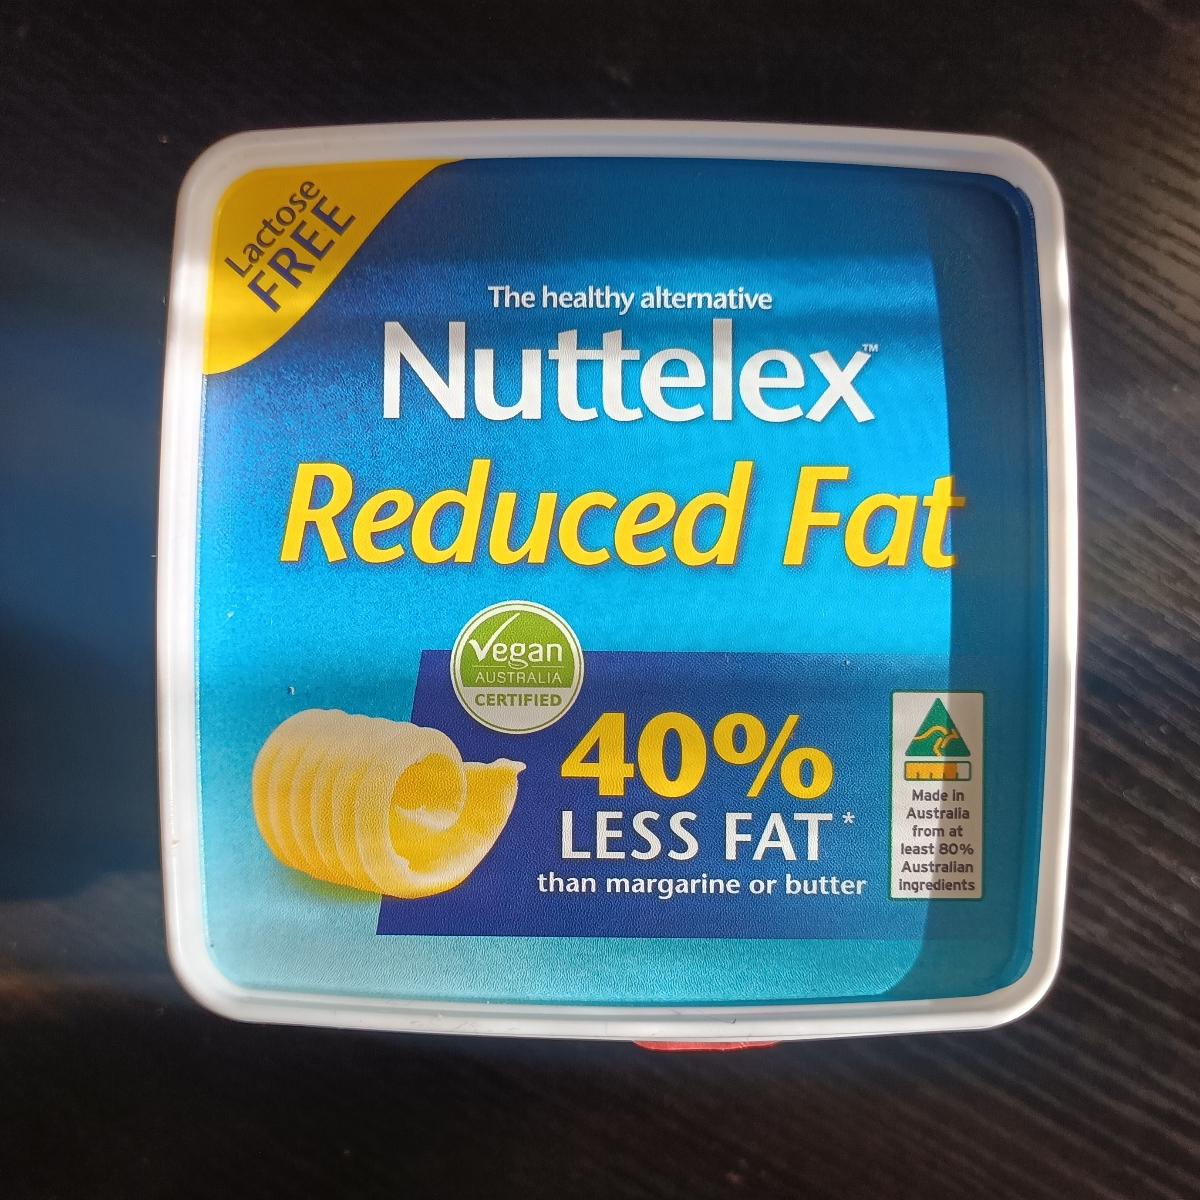 Lactose
FREE
The healthy alternative
Nuttelex™
Reduced Fat
Vegan
AUSTRALIA
CERTIFIED
40%
LESS FAT*
than margarine or butter
Made in
Australia
from at
least 80%
Australian
ingredients